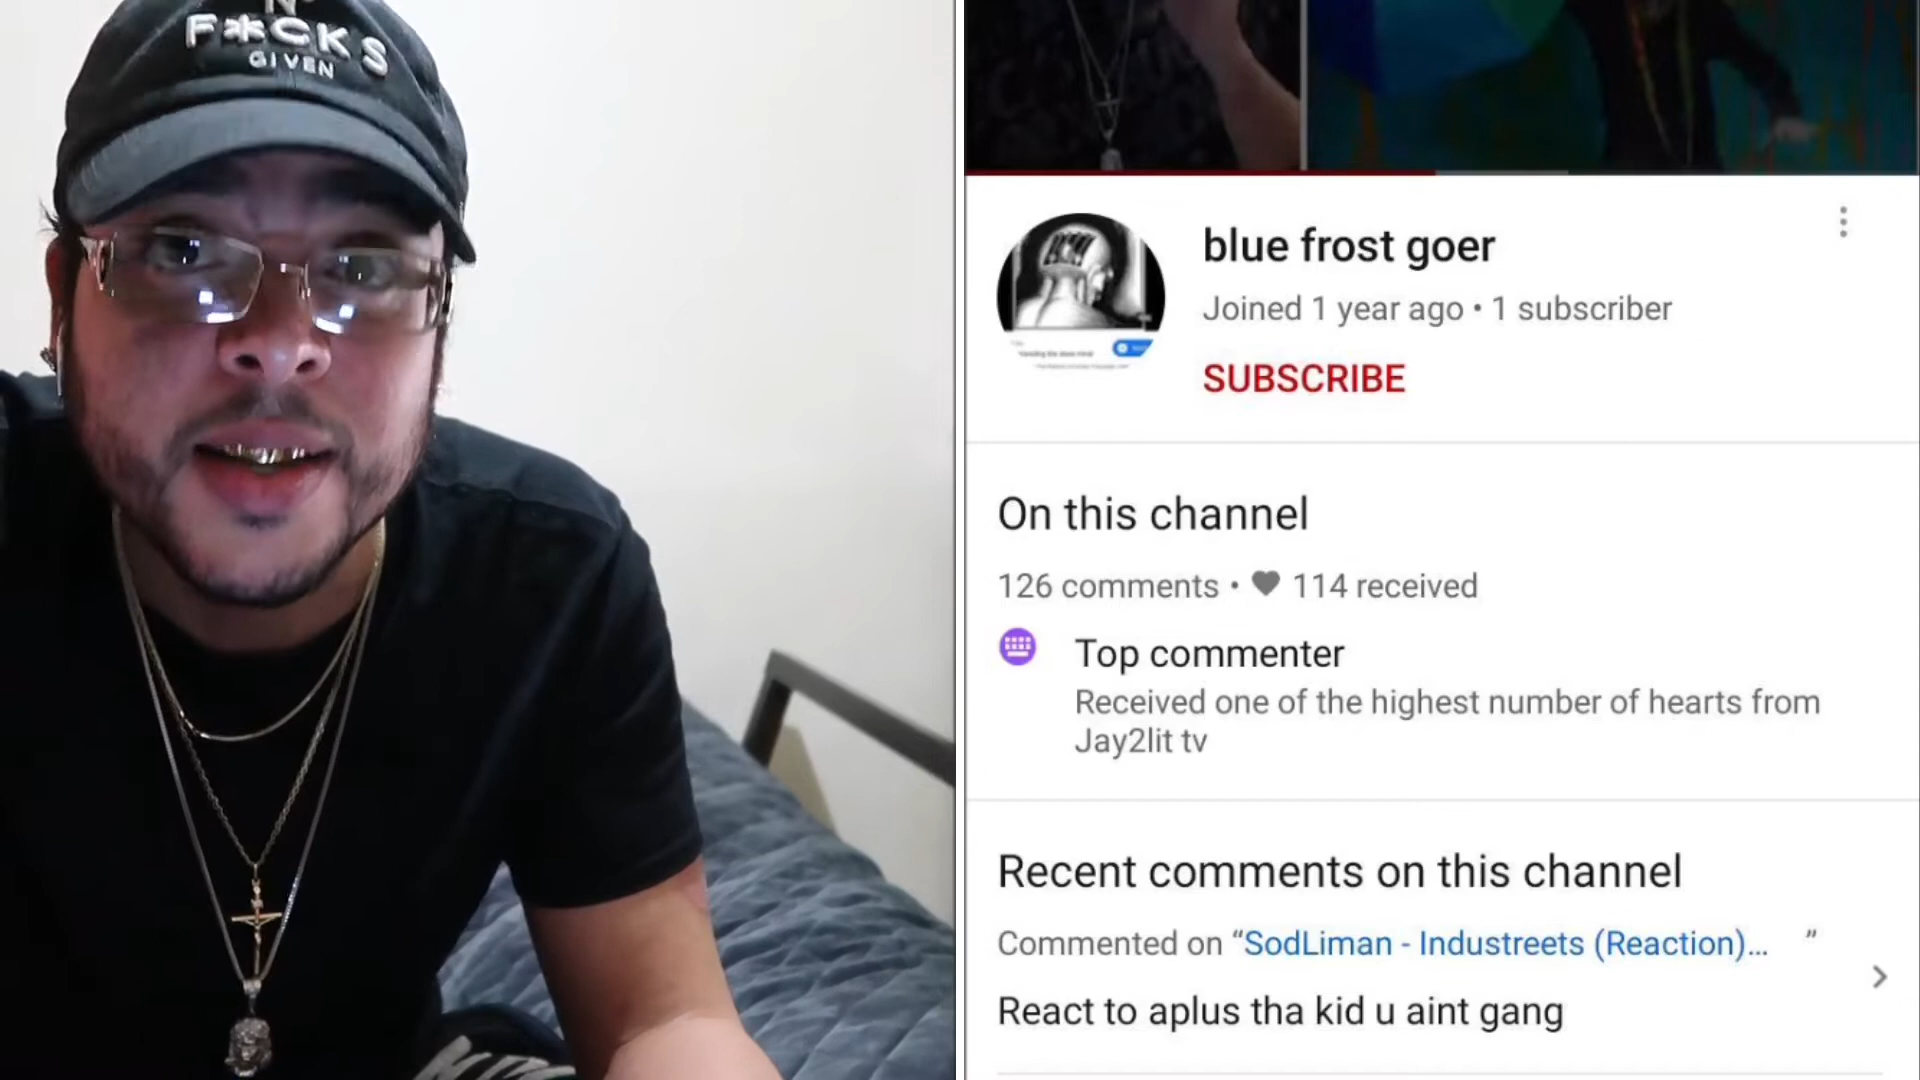 N
F*CKS
GIVEN
blue frost goer
Joined 1 year ago • 1 subscriber
SUBSCRIBE
On this channel
126 comments • ♥ 114 received
Top commenter
Received one of the highest number of hearts from
Jay2lit tv
Recent comments on this channel
Commented on “SodLiman - Industreets (Reaction)... ”
React to aplus tha kid u aint gang